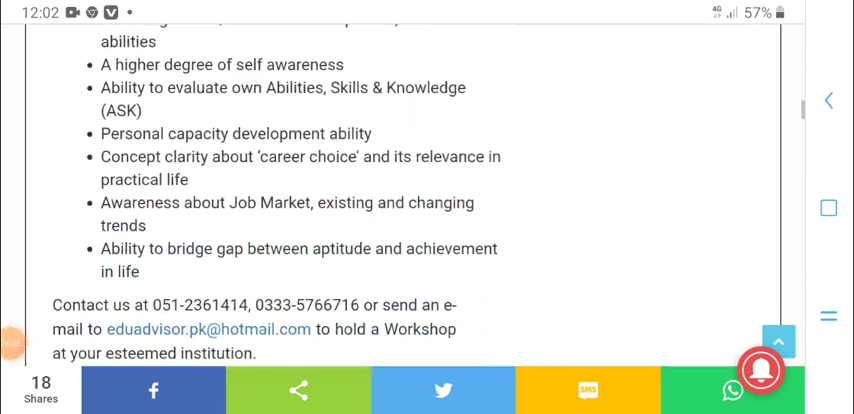 12:02
4G
57%
abilities
• A higher degree of self awareness
• Ability to evaluate own Abilities, Skills & Knowledge
(ASK)
• Personal capacity development ability
• Concept clarity about ‘career choice’ and its relevance in
practical life
• Awareness about Job Market, existing and changing
trends
• Ability to bridge gap between aptitude and achievement
in life
Contact us at 051-2361414, 0333-5766716 or send an e-
mail to eduadvisor.pk@hotmail.com to hold a Workshop
at your esteemed institution.
18
Shares
SMS